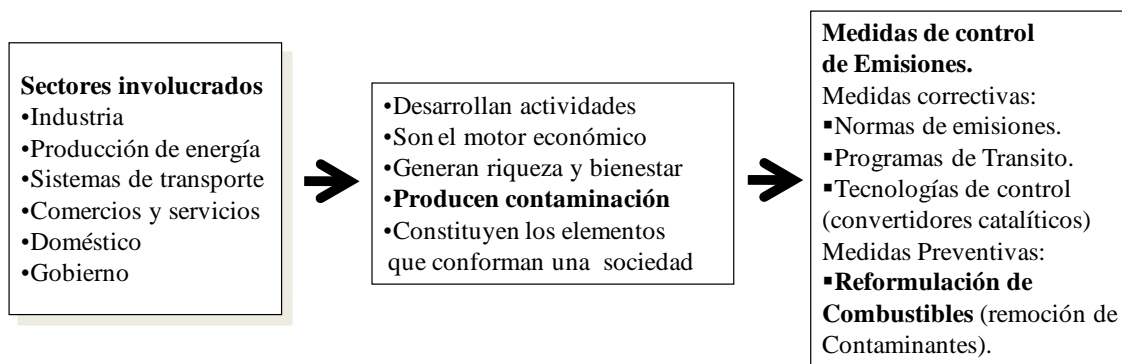 Sectores involucrados
•Industria
•Producción de energía
•Sistemas de transporte
•Comercios y servicios
•Doméstico
•Gobierno
•Desarrollan actividades
•Son el motor económico
•Generan riqueza y bienestar
•Producen contaminación
•Constituyen los elementos
que conforman una sociedad
Medidas de control
de Emisiones.
Medidas correctivas:
▪Normas de emisiones.
▪Programas de Transito.
▪Tecnologías de control
(convertidores catalíticos)
Medidas Preventivas:
▪Reformulación de
Combustibles (remoción de
Contaminantes).